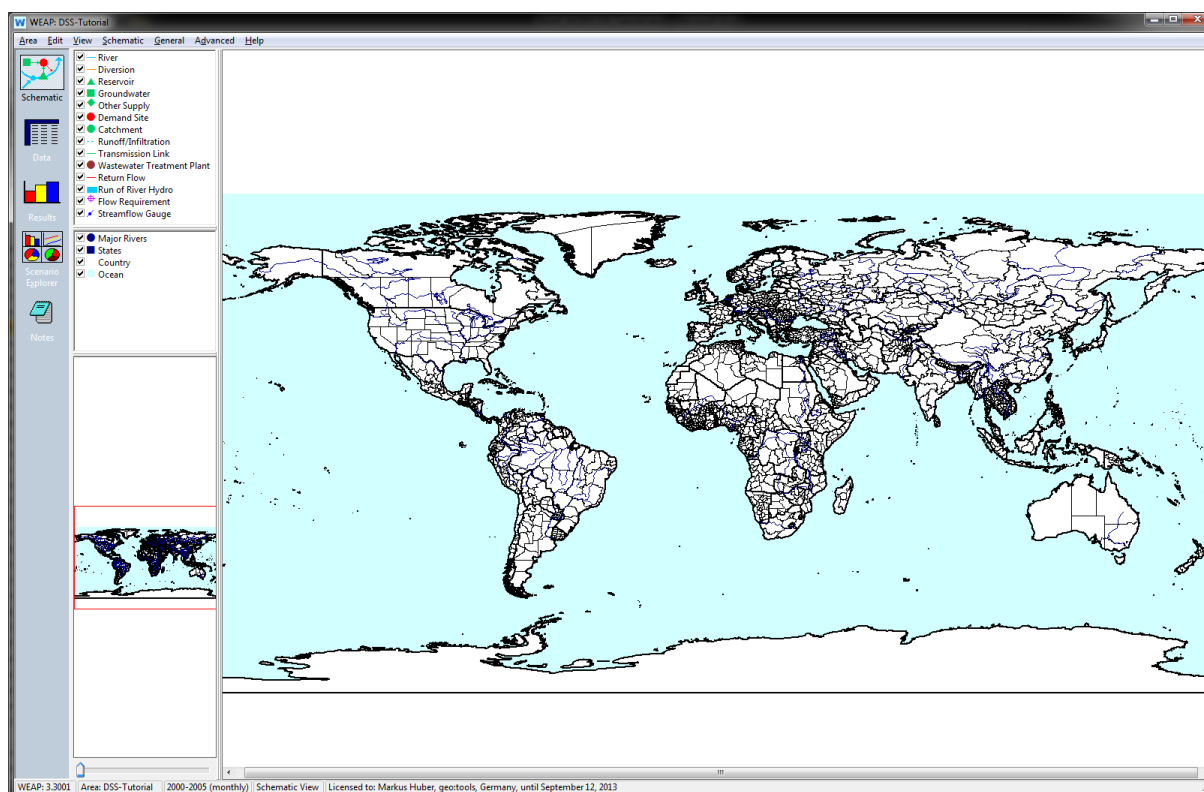 WEAP: DSS-Tutorial
Area Edit View Schematic General Advanced Help
Schematic
Data
Results
Scenario
Explorer
Notes
River
Diversion
Reservoir
Groundwater
Other Supply
Demand Site
Catchment
Runoff/Infiltration
Transmission Link
Wastewater Treatment Plant
Return Flow
Run of River Hydro
Flow Requirement
Streamflow Gauge
Major Rivers
States
Country
Ocean
WEAP: 3.3001 Area: DSS-Tutorial 2000-2005 (monthly) Schematic View Licensed to: Markus Huber, geo:tools, Germany, until September 12, 2013